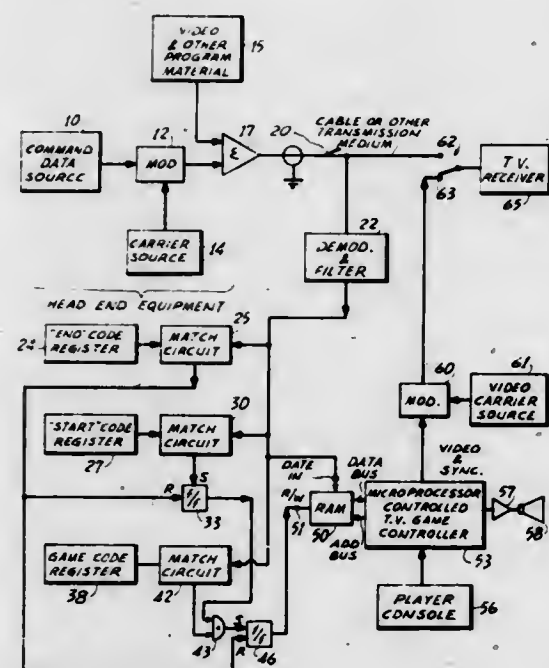 VIDEO
& OTHER
PROGRAM
MATERIAL
15
10
COMMAND
DATA
SOURCE
12
MOD
17
Σ
20
CABLE OR OTHER
TRANSMISSION
MEDIUM
62
63
T.V.
RECEIVER
65
CARRIER
SOURCE
14
22
DEMOD.
&
FILTER
HEAD END EQUIPMENT
"END" CODE
REGISTER
24
25
MATCH
CIRCUIT
"START" CODE
REGISTER
27
30
MATCH
CIRCUIT
S
R
f/f
33
GAME CODE
REGISTER
38
MATCH
CIRCUIT
42
43
S
R
f/f
46
DATE
IN
R/W
51
RAM
50
DATA
BUS
ADD
BUS
60
MOD.
61
VIDEO
CARRIER
SOURCE
VIDEO
& SYNC.
MICROPROCESSOR
CONTROLLED
T.V. GAME
CONTROLLER
53
57
58
PLAYER
CONSOLE
56